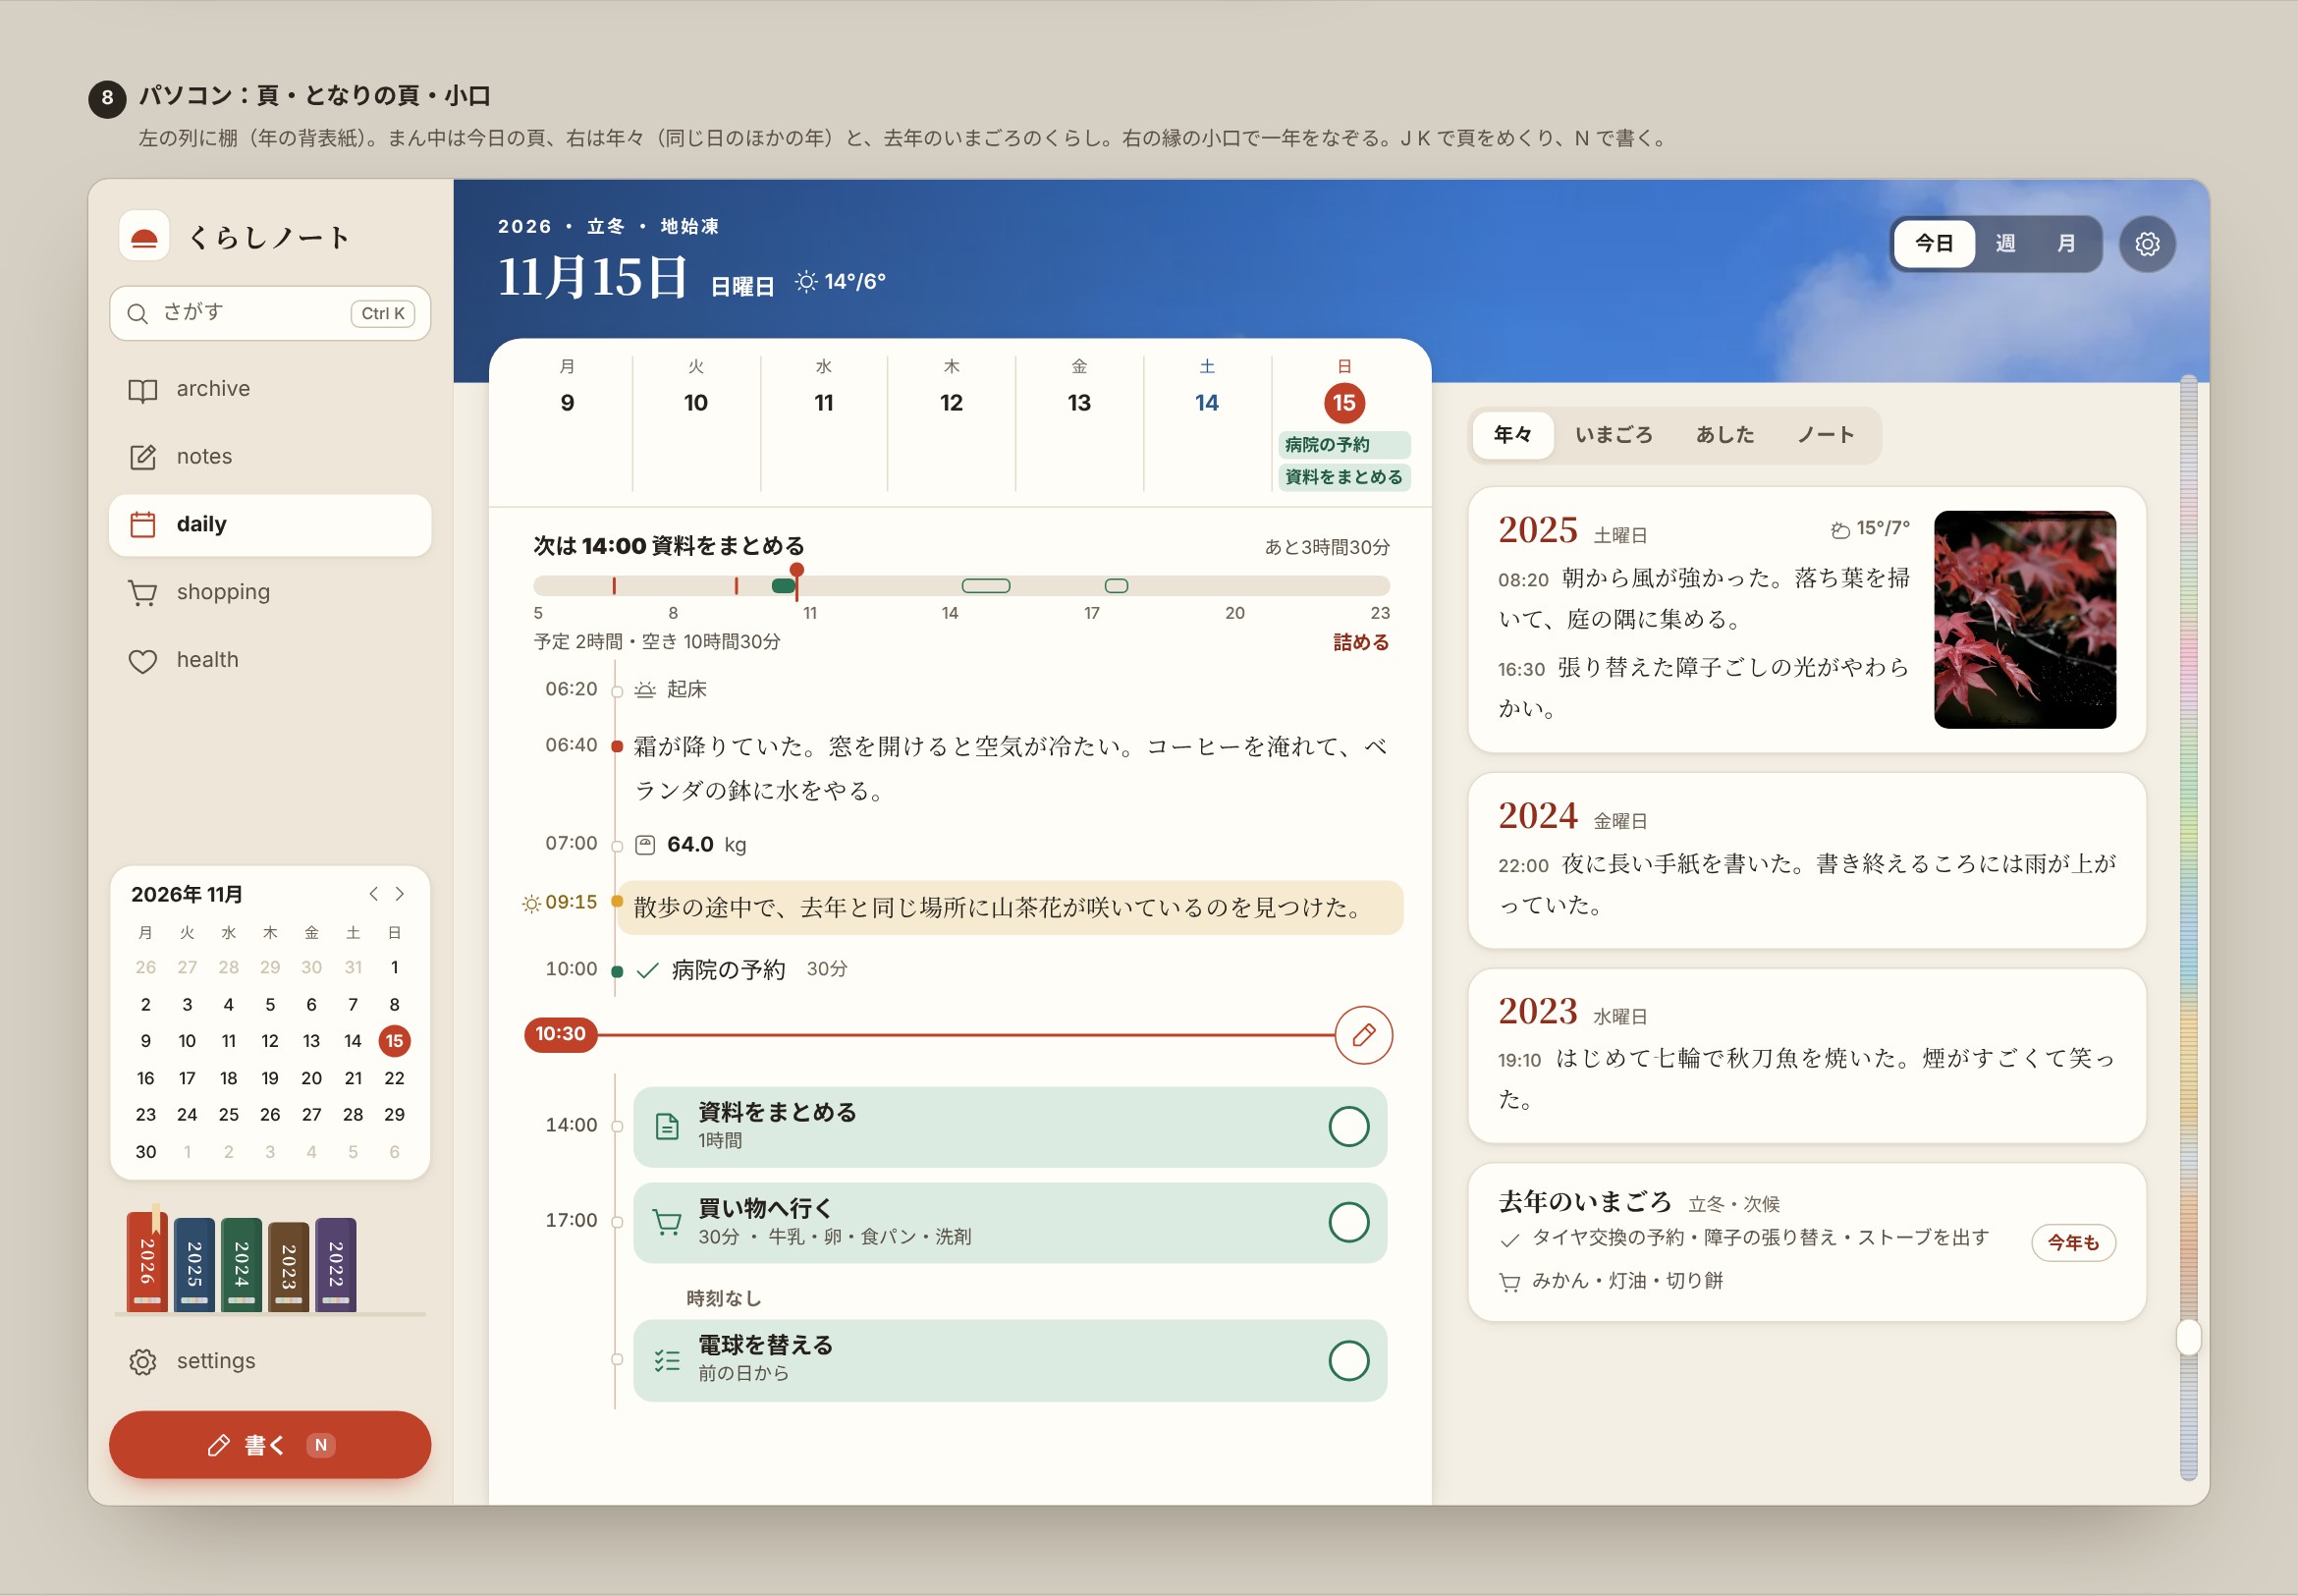 8 パソコン：頁・となりの頁・小口
左の列に棚（年の背表紙）。まん中は今日の頁、右は年々（同じ日のほかの年）と、去年のいまごろのくらし。右の縁の小口で一年をなぞる。J K で頁をめくり、N で書く。
くらしノート
さがす Ctrl K
archive
notes
daily
shopping
health
2026年 11月
月 火 水 木 金 土 日
26 27 28 29 30 31 1
2 3 4 5 6 7 8
9 10 11 12 13 14 15
16 17 18 19 20 21 22
23 24 25 26 27 28 29
30 1 2 3 4 5 6
2026 2025 2024 2023 2022
settings
書く N
2026 ・ 立冬 ・ 地始凍
11月15日 日曜日 14°/6°
今日 週 月
月 火 水 木 金 土 日
9 10 11 12 13 14 15
病院の予約
資料をまとめる
次は 14:00 資料をまとめる あと3時間30分
5 8 11 14 17 20 23
予定 2時間・空き 10時間30分 詰める
06:20 起床
06:40 霜が降りていた。窓を開けると空気が冷たい。コーヒーを淹れて、ベ
ランダの鉢に水をやる。
07:00 64.0 kg
09:15 散歩の途中で、去年と同じ場所に山茶花が咲いているのを見つけた。
10:00 病院の予約 30分
10:30
14:00 資料をまとめる
1時間
17:00 買い物へ行く
30分 ・ 牛乳・卵・食パン・洗剤
時刻なし
電球を替える
前の日から
年々 いまごろ あした ノート
2025 土曜日 15°/7°
08:20 朝から風が強かった。落ち葉を掃
いて、庭の隅に集める。
16:30 張り替えた障子ごしの光がやわら
かい。
2024 金曜日
22:00 夜に長い手紙を書いた。書き終えるころには雨が上が
っていた。
2023 水曜日
19:10 はじめて七輪で秋刀魚を焼いた。煙がすごくて笑っ
た。
去年のいまごろ 立冬・次候
タイヤ交換の予約・障子の張り替え・ストーブを出す
今年も
みかん・灯油・切り餅